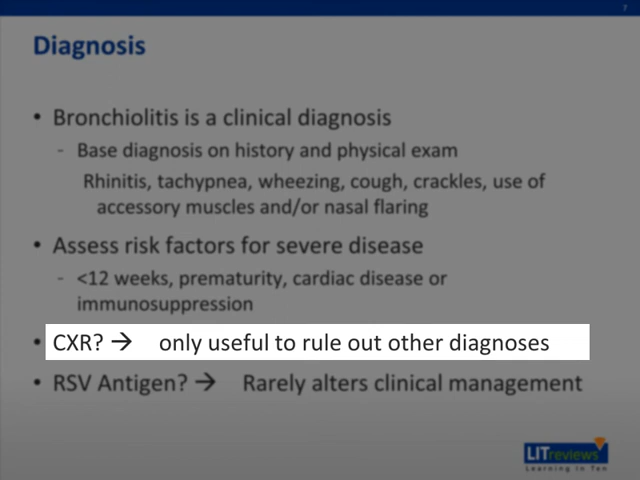 7
Diagnosis
• Bronchiolitis is a clinical diagnosis
- Base diagnosis on history and physical exam
Rhinitis, tachypnea, wheezing, cough, crackles, use of
accessory muscles and/or nasal flaring
• Assess risk factors for severe disease
- <12 weeks, prematurity, cardiac disease or
immunosuppression
• CXR? → only useful to rule out other diagnoses
• RSV Antigen? → Rarely alters clinical management
LITreviews
Learning in Ten